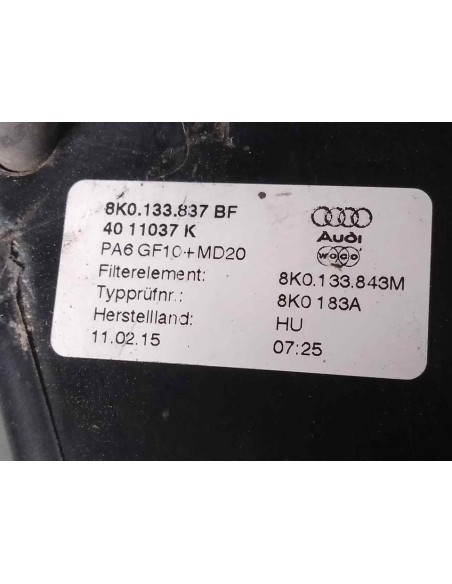 8K0.133.837 BF
40 11037 K
Audi
PA6 GF10+MD20
woco
Filterelement: 8K0.133.843M
Typprüfnr.: 8K0 183A
Herstellland: HU
11.02.15 07:25